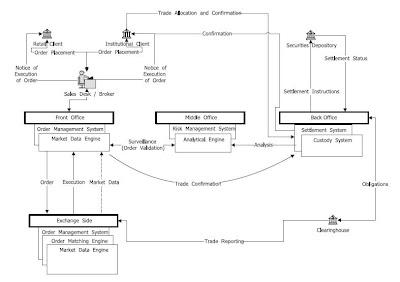 Trade Allocation and Confirmation
Confirmation
Retail Client
Order Placement
Institutional Client
Order Placement
Securities Depository
Settlement Status
Notice of
Execution
of Order
Notice of
Execution
of Order
Sales Desk / Broker
Settlement Instructions
Front Office
Order Management System
Market Data Engine
Middle Office
Risk Management System
Analytical Engine
Back Office
Settlement System
Custody System
Surveillance
(Order Validation)
Analysis
Order
Execution
Market Data
Trade Confirmation
Obligations
Exchange Side
Order Management System
Order Matching Engine
Market Data Engine
Clearinghouse
Trade Reporting